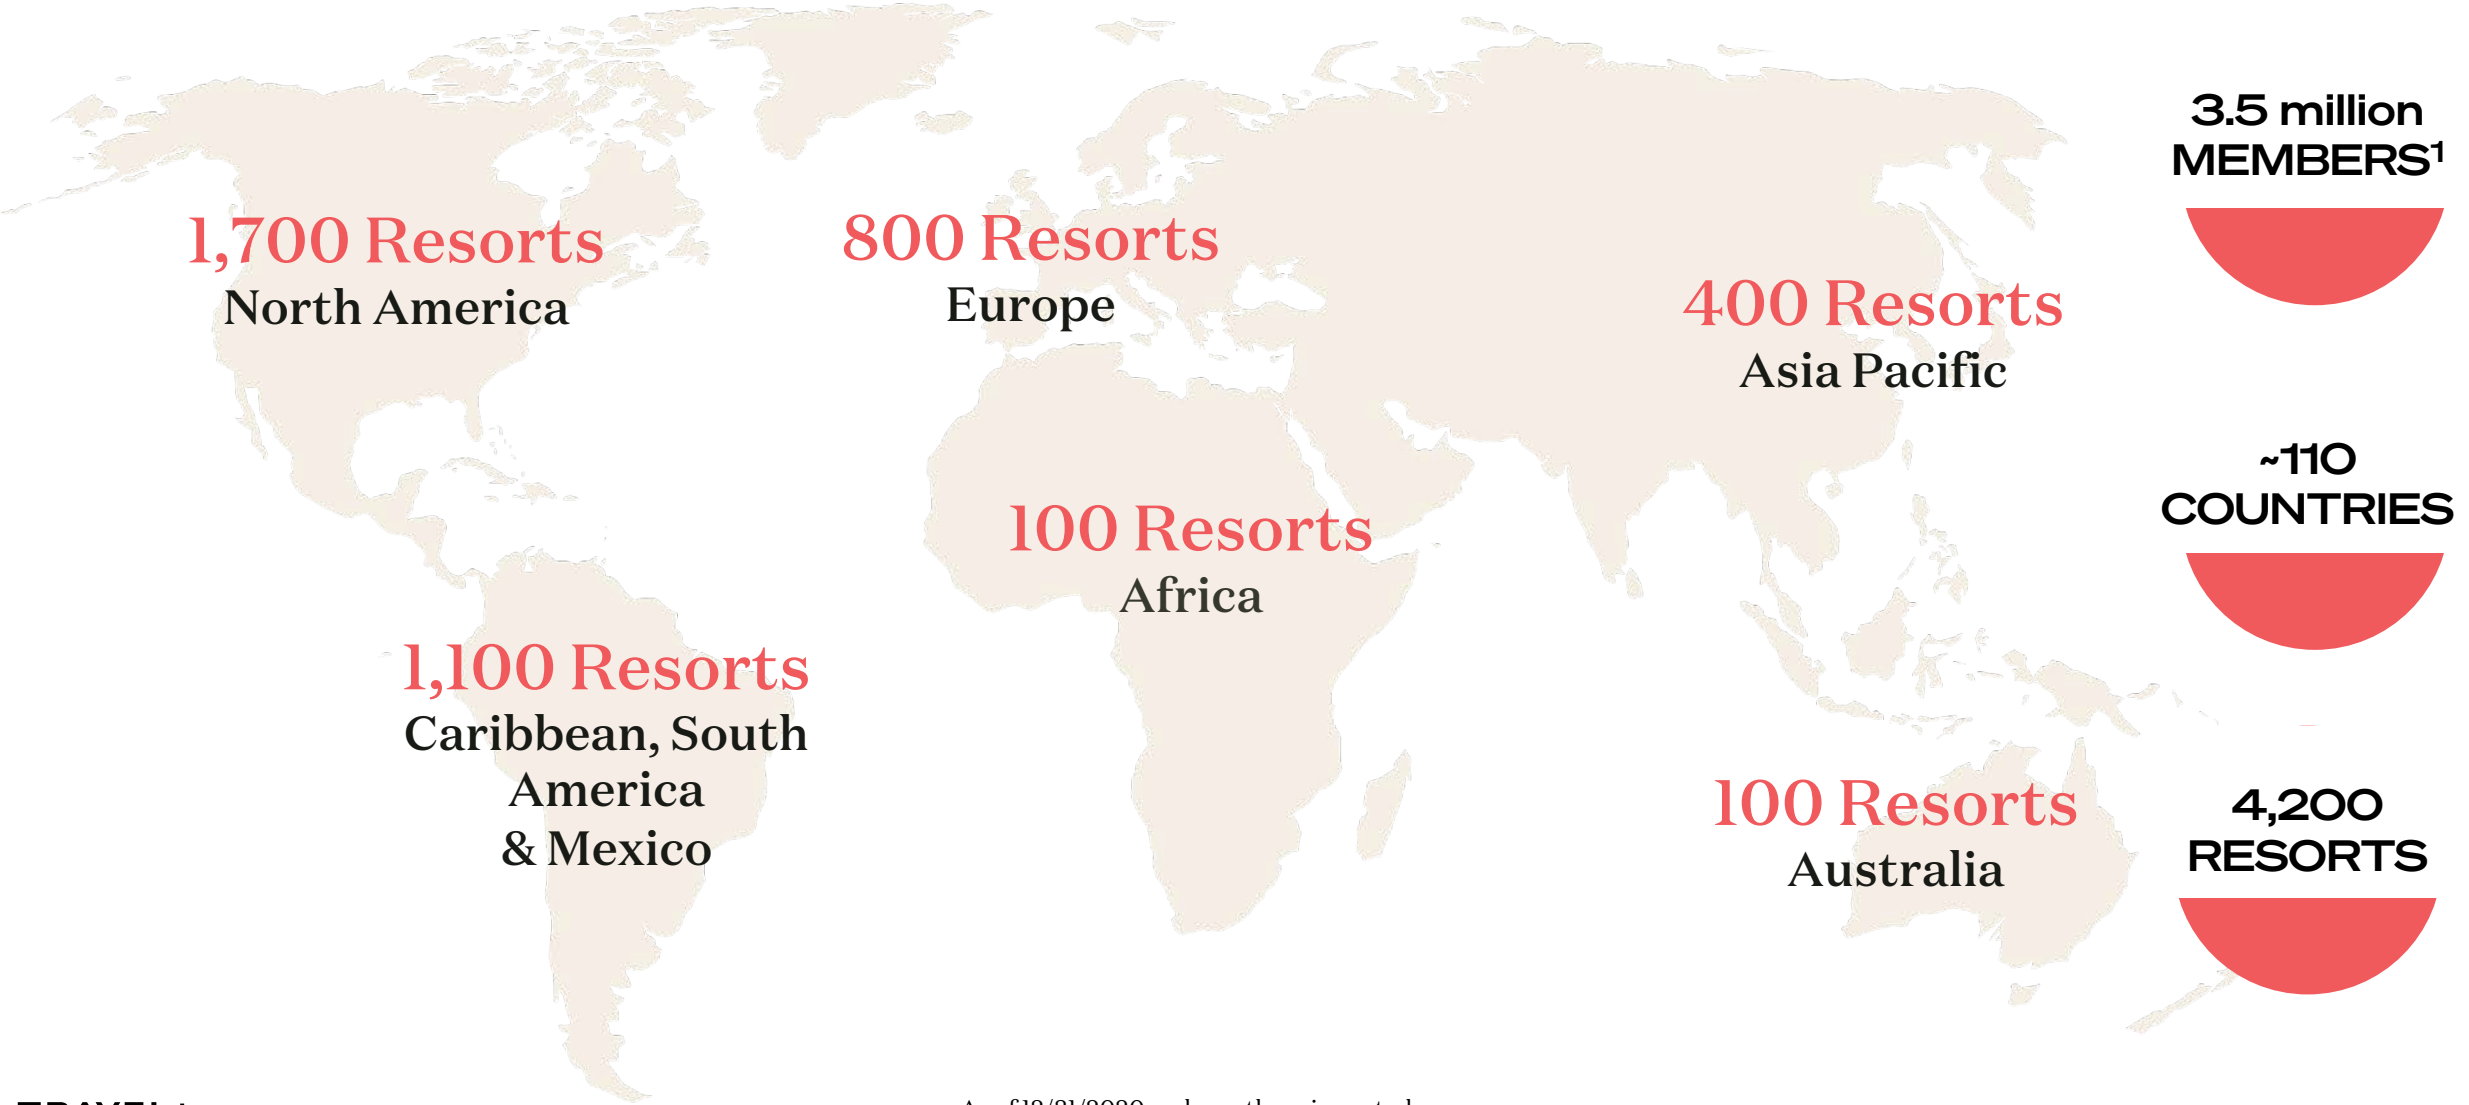 3.5 million
MEMBERS¹
1,700 Resorts
North America
800 Resorts
Europe
400 Resorts
Asia Pacific
~110
COUNTRIES
100 Resorts
Africa
1,100 Resorts
Caribbean, South
America
& Mexico
100 Resorts
Australia
4,200
RESORTS